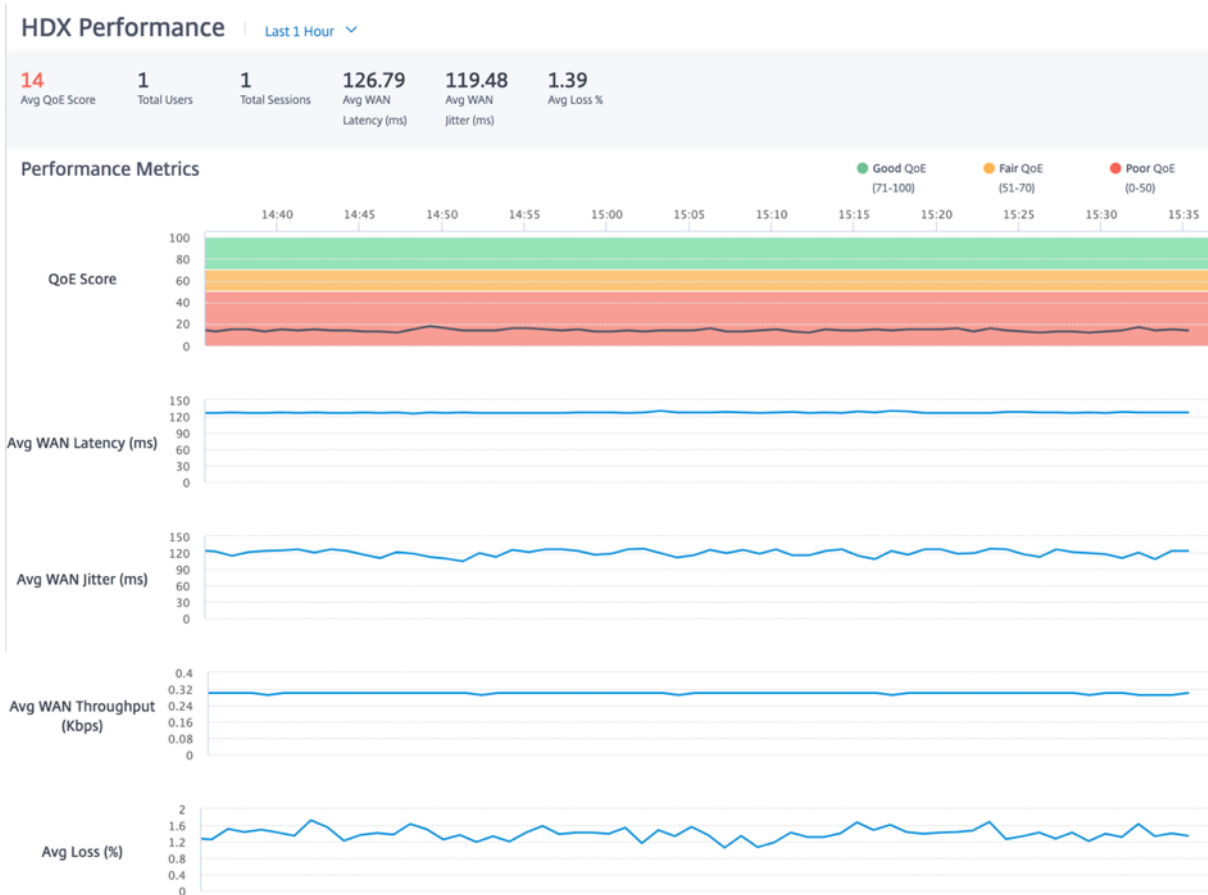 HDX Performance
Last 1 Hour
14
Avg QoE Score
1
Total Users
1
Total Sessions
126.79
Avg WAN
Latency (ms)
119.48
Avg WAN
Jitter (ms)
1.39
Avg Loss %
Performance Metrics
Good QoE
(71-100)
Fair QoE
(51-70)
Poor QoE
(0-50)
14:40 14:45 14:50 14:55 15:00 15:05 15:10 15:15 15:20 15:25 15:30 15:35
QoE Score
100
80
60
40
20
0
Avg WAN Latency (ms)
150
120
90
60
30
0
Avg WAN Jitter (ms)
150
120
90
60
30
0
Avg WAN Throughput
(Kbps)
0.4
0.32
0.24
0.16
0.08
0
Avg Loss (%)
2
1.6
1.2
0.8
0.4
0